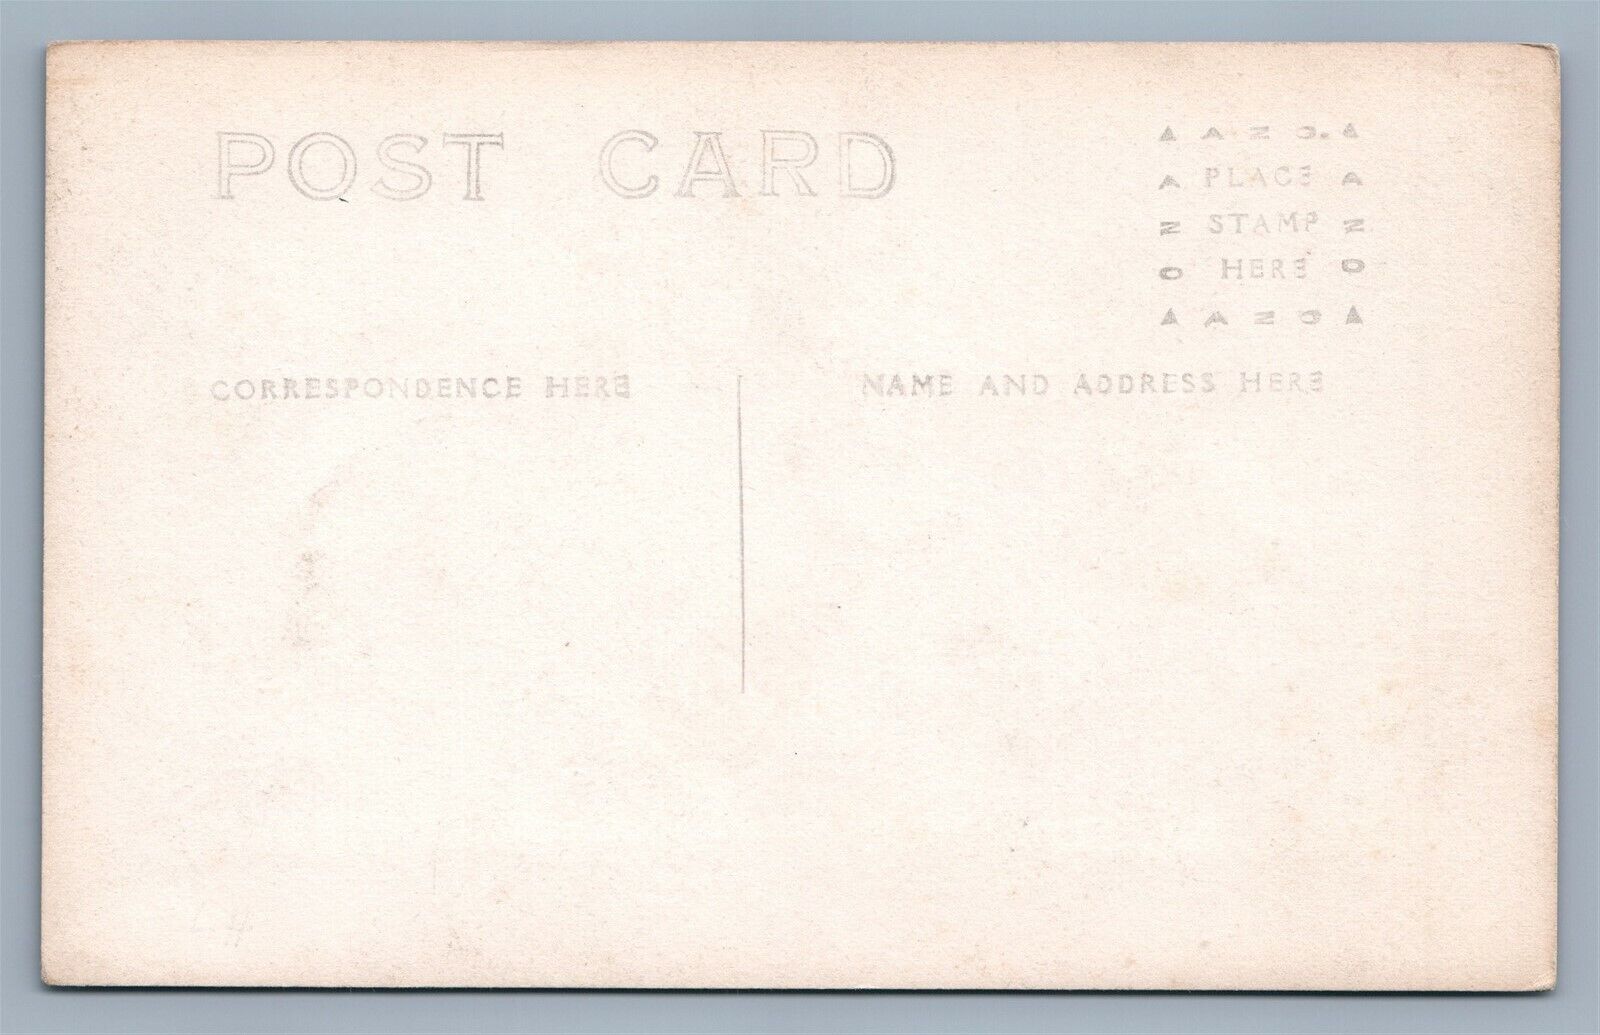 POST CARD
▲ A Z O ▲
A PLACE A
Z STAMP Z
O HERE O
▲ A Z O ▲
CORRESPONDENCE HERE
NAME AND ADDRESS HERE